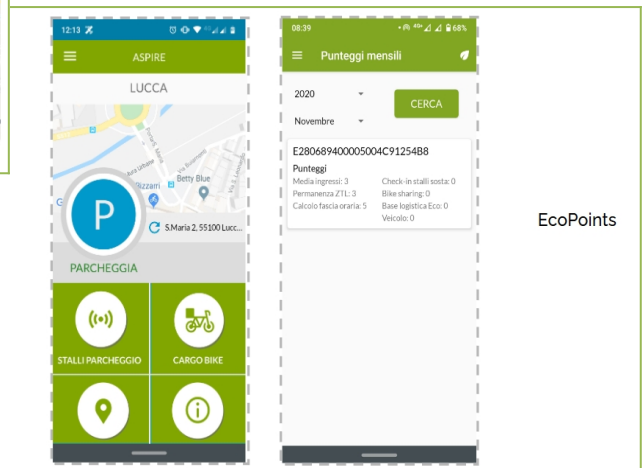 12:13
ASPIRE
LUCCA
Betty Blue
S.Maria 2, 55100 Lucc...
P
PARCHEGGIA
STALLI PARCHEGGIO
CARGO BIKE
08:39
4G+
68%
Punteggi mensili
2020
Novembre
CERCA
E280689400005004C91254B8
Punteggi
Media ingressi: 3
Check-in stalli sosta: 0
Permanenza ZTL: 3
Bike sharing: 0
Calcolo fascia oraria: 5
Base logistica Eco: 0
Veicolo: 0
EcoPoints